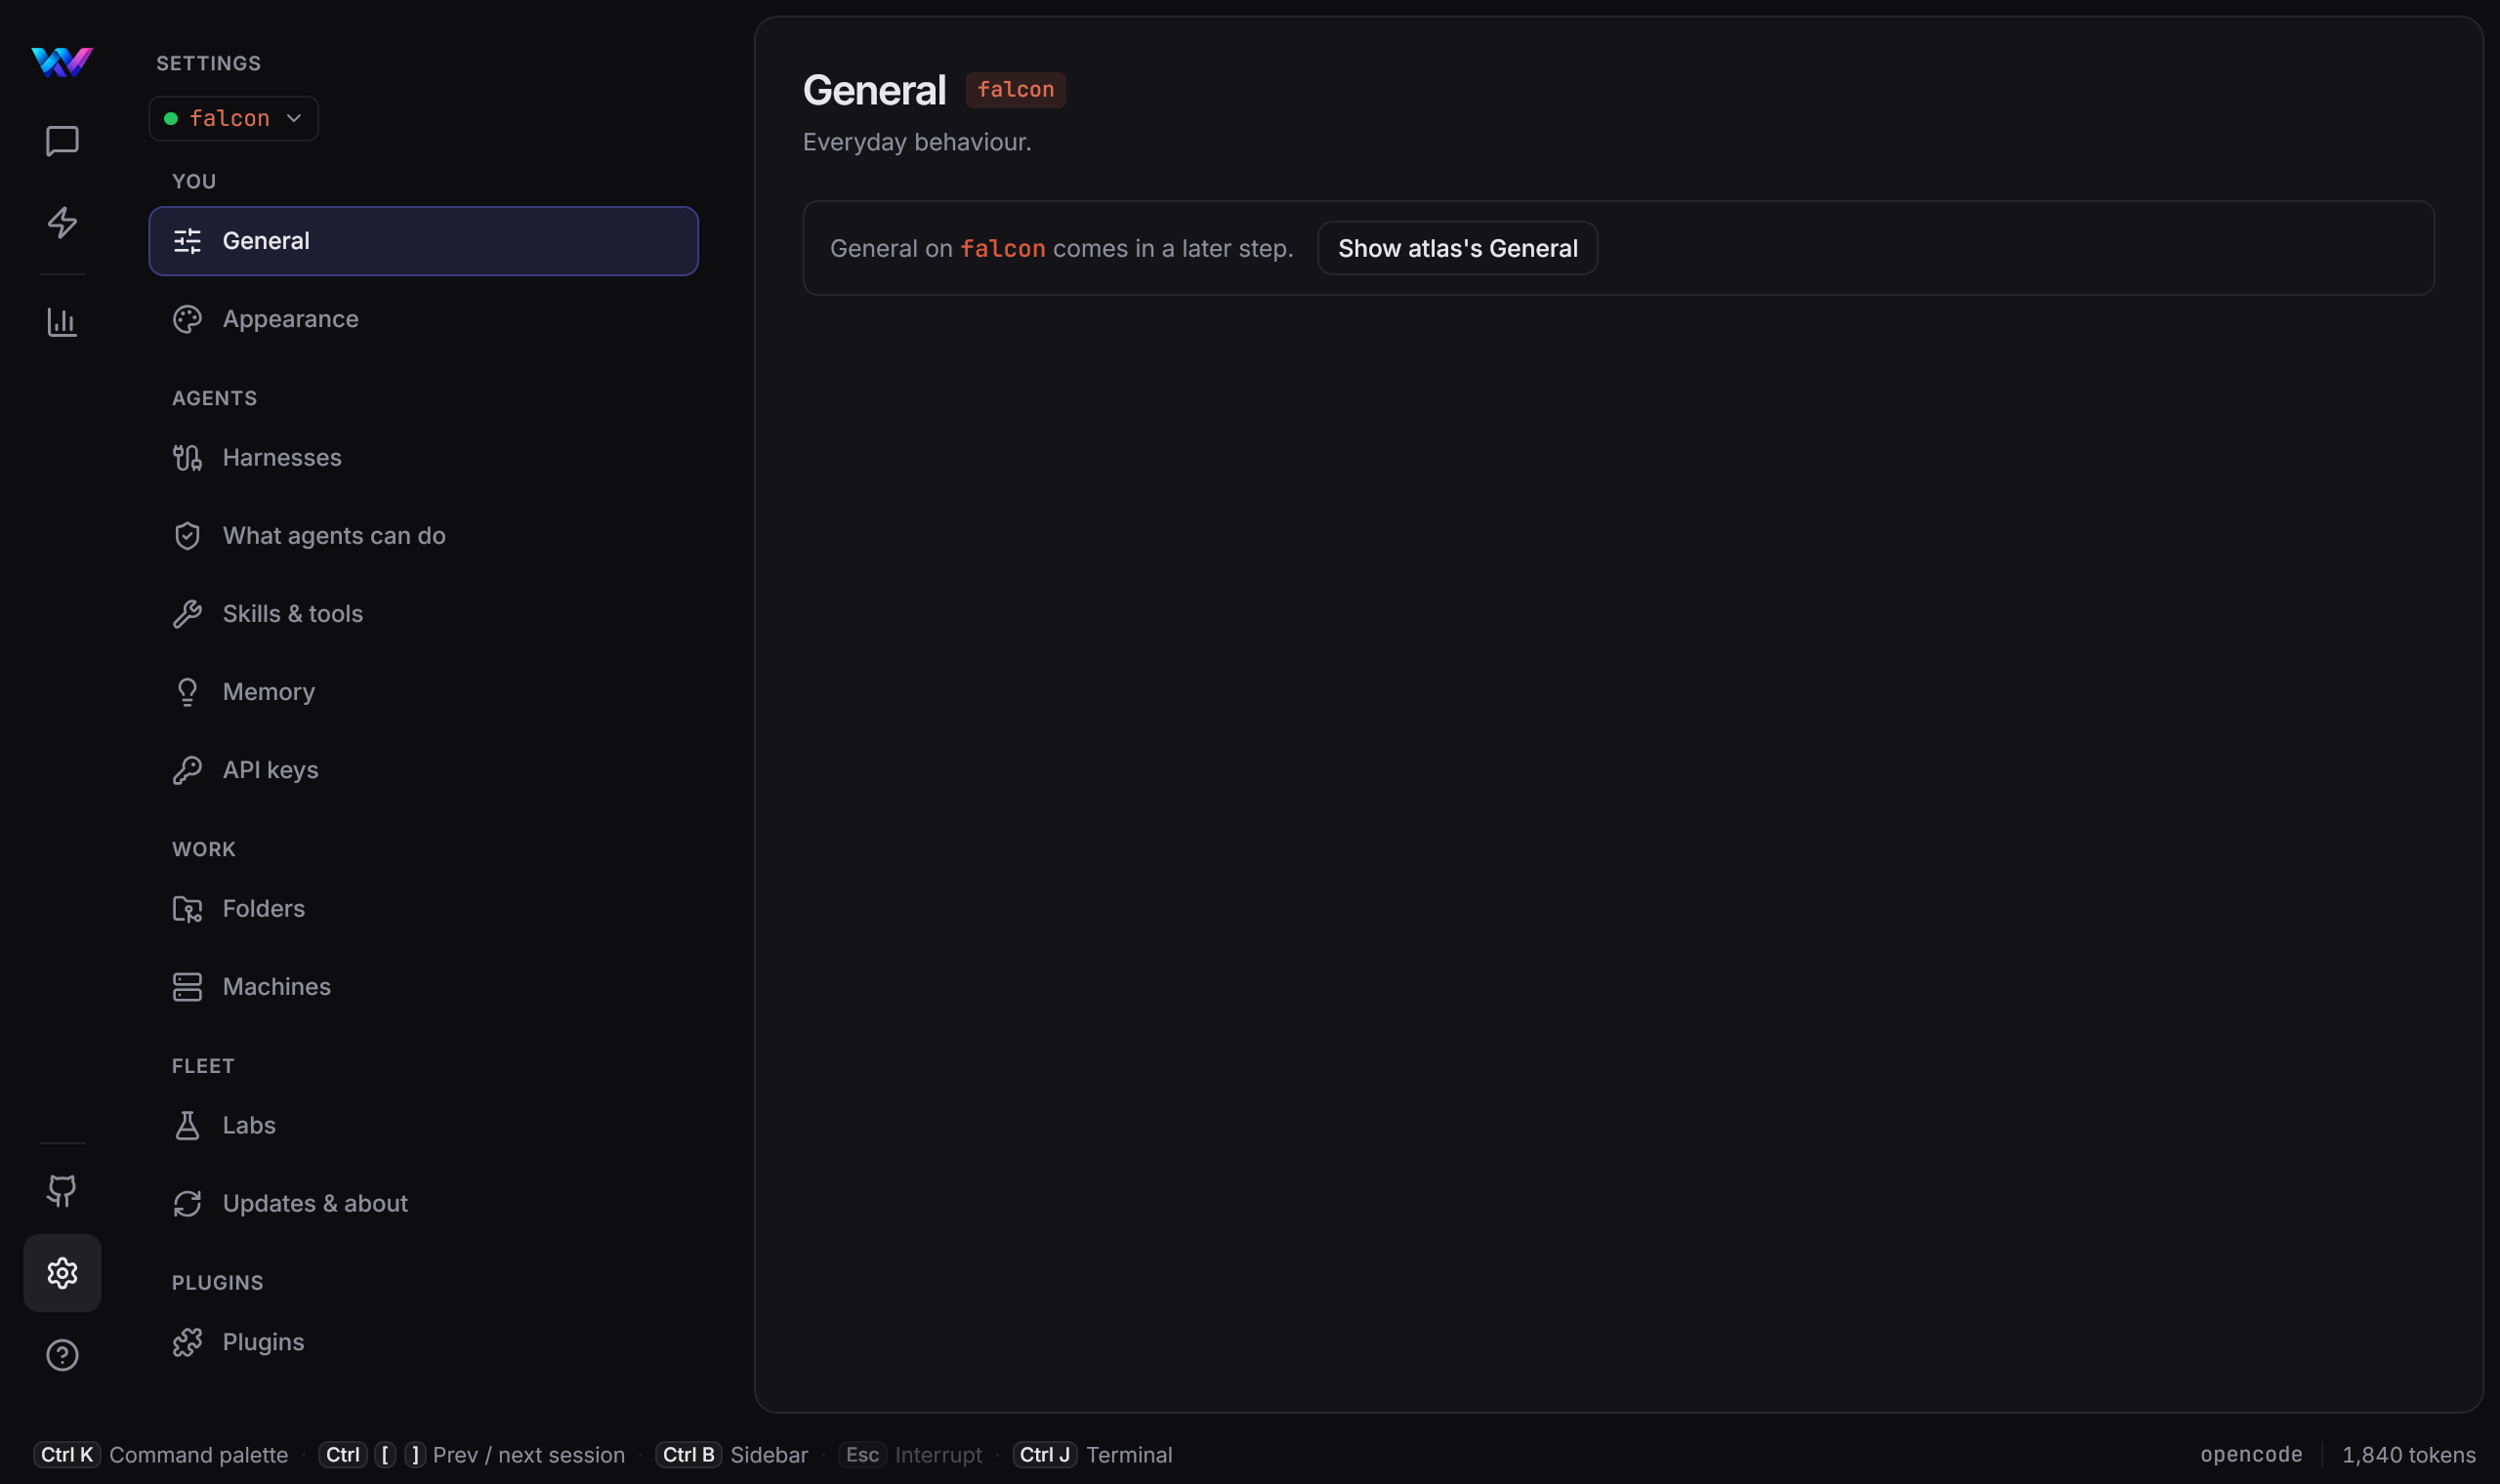 SETTINGS
falcon
YOU
General
Appearance
AGENTS
Harnesses
What agents can do
Skills & tools
Memory
API keys
WORK
Folders
Machines
FLEET
Labs
Updates & about
PLUGINS
Plugins
General falcon
Everyday behaviour.
General on falcon comes in a later step. Show atlas's General
Ctrl K Command palette · Ctrl [ ] Prev / next session · Ctrl B Sidebar · Esc Interrupt · Ctrl J Terminal opencode 1,840 tokens